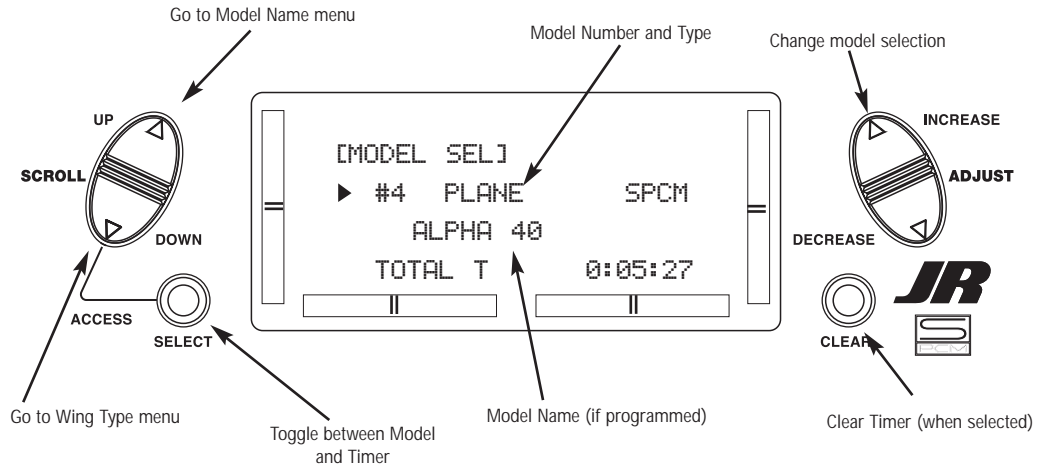 Go to Model Name menu
Model Number and Type
Change model selection
UP
SCROLL
DOWN
ACCESS
SELECT
[MODEL SEL]
▶ #4 PLANE SPCM
ALPHA 40
TOTAL T 0:05:27
INCREASE
ADJUST
DECREASE
CLEAR
JR
S
PCM
Go to Wing Type menu
Toggle between Model
and Timer
Model Name (if programmed)
Clear Timer (when selected)